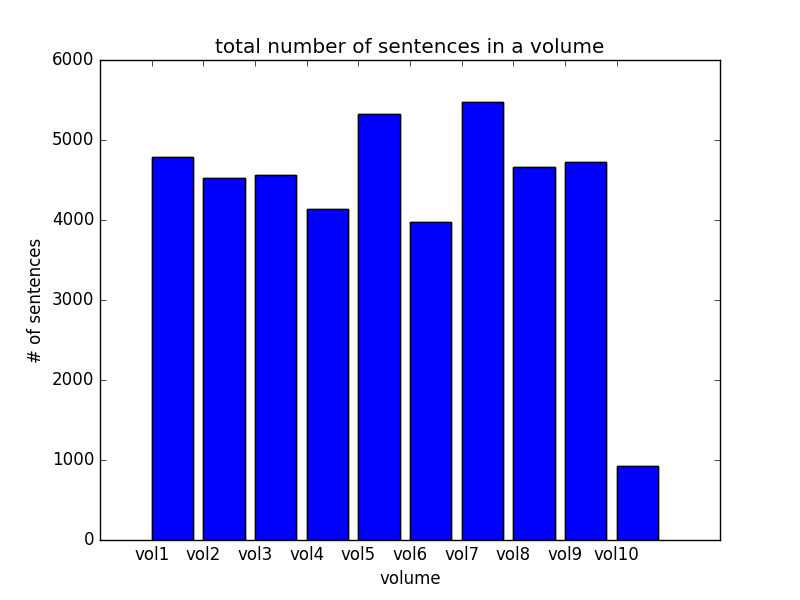 total number of sentences in a volume
6000
5000
4000
3000
2000
1000
0
# of sentences
vol1 vol2 vol3 vol4 vol5 vol6 vol7 vol8 vol9 vol10
volume